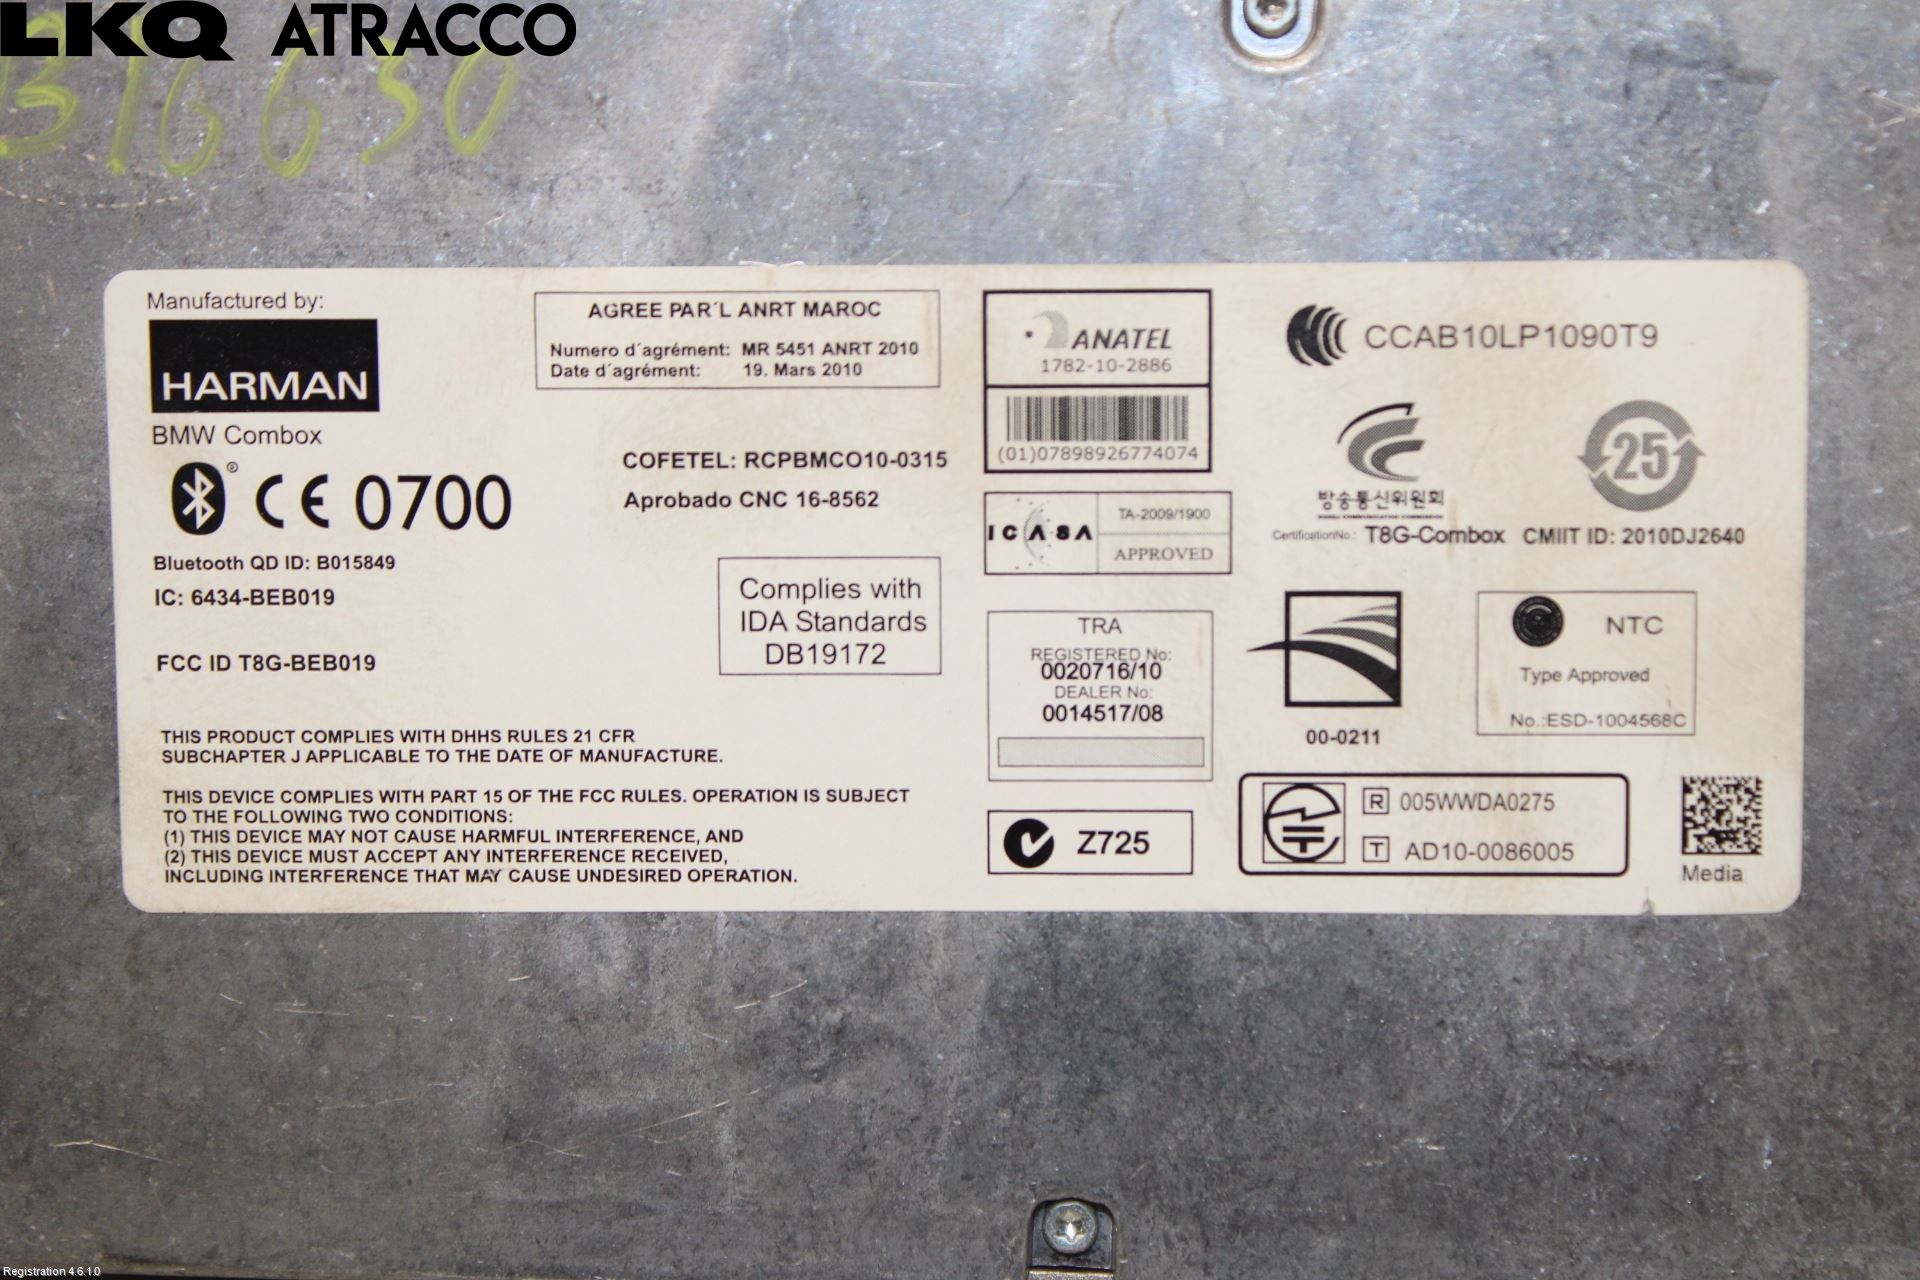 LKQ ATRACCO
B16630
Manufactured by:
HARMAN
BMW Combox
CE 0700
Bluetooth QD ID: B015849
IC: 6434-BEB019
FCC ID T8G-BEB019
THIS PRODUCT COMPLIES WITH DHHS RULES 21 CFR
SUBCHAPTER J APPLICABLE TO THE DATE OF MANUFACTURE.
THIS DEVICE COMPLIES WITH PART 15 OF THE FCC RULES. OPERATION IS SUBJECT
TO THE FOLLOWING TWO CONDITIONS:
(1) THIS DEVICE MAY NOT CAUSE HARMFUL INTERFERENCE, AND
(2) THIS DEVICE MUST ACCEPT ANY INTERFERENCE RECEIVED,
INCLUDING INTERFERENCE THAT MAY CAUSE UNDESIRED OPERATION.
AGREE PAR´L ANRT MAROC
Numero d´agrément: MR 5451 ANRT 2010
Date d´agrément: 19. Mars 2010
COFETEL: RCPBMCO10-0315
Aprobado CNC 16-8562
Complies with
IDA Standards
DB19172
ANATEL
1782-10-2886
(01)07898926774074
ICASA
TA-2009/1900
APPROVED
TRA
REGISTERED No:
0020716/10
DEALER No:
0014517/08
Z725
CCAB10LP1090T9
방송통신위원회
KOREA COMMUNICATIONS COMMISSION
CertificationNo.: T8G-Combox
25
CMIIT ID: 2010DJ2640
00-0211
NTC
Type Approved
No.:ESD-1004568C
R 005WWDA0275
T AD10-0086005
Media
Registration 4.6.1.0